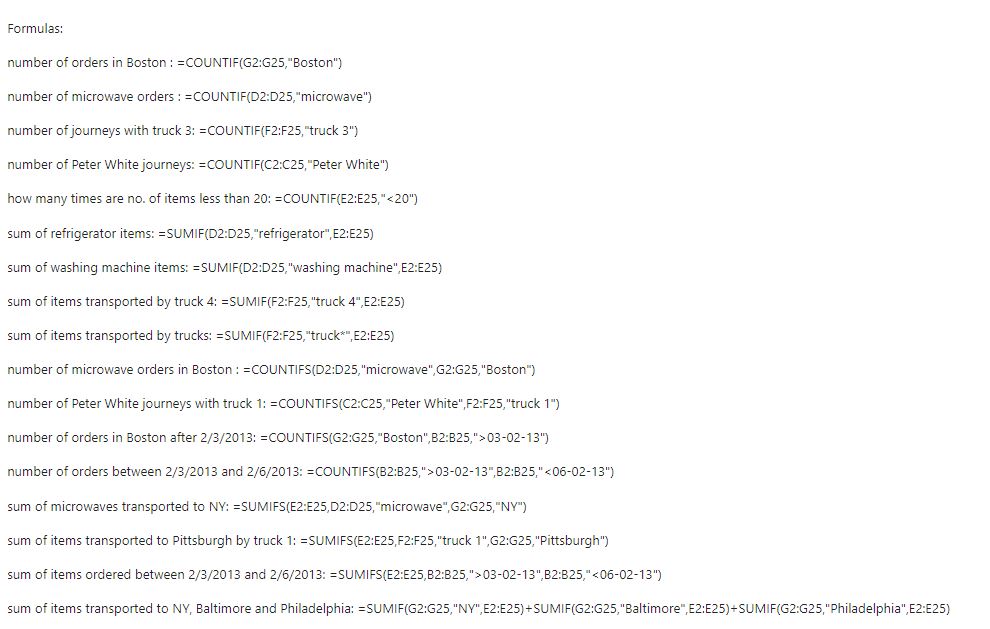 Formulas:
number of orders in Boston : =COUNTIF(G2:G25,"Boston")
number of microwave orders : =COUNTIF(D2:D25,"microwave")
number of journeys with truck 3: =COUNTIF(F2:F25,"truck 3")
number of Peter White journeys: =COUNTIF(C2:C25,"Peter White")
how many times are no. of items less than 20: =COUNTIF(E2:E25,"<20")
sum of refrigerator items: =SUMIF(D2:D25,"refrigerator",E2:E25)
sum of washing machine items: =SUMIF(D2:D25,"washing machine",E2:E25)
sum of items transported by truck 4: =SUMIF(F2:F25,"truck 4",E2:E25)
sum of items transported by trucks: =SUMIF(F2:F25,"truck*",E2:E25)
number of microwave orders in Boston : =COUNTIFS(D2:D25,"microwave",G2:G25,"Boston")
number of Peter White journeys with truck 1: =COUNTIFS(C2:C25,"Peter White",F2:F25,"truck 1")
number of orders in Boston after 2/3/2013: =COUNTIFS(G2:G25,"Boston",B2:B25,">03-02-13")
number of orders between 2/3/2013 and 2/6/2013: =COUNTIFS(B2:B25,">03-02-13",B2:B25,"<06-02-13")
sum of microwaves transported to NY: =SUMIFS(E2:E25,D2:D25,"microwave",G2:G25,"NY")
sum of items transported to Pittsburgh by truck 1: =SUMIFS(E2:E25,F2:F25,"truck 1",G2:G25,"Pittsburgh")
sum of items ordered between 2/3/2013 and 2/6/2013: =SUMIFS(E2:E25,B2:B25,">03-02-13",B2:B25,"<06-02-13")
sum of items transported to NY, Baltimore and Philadelphia: =SUMIF(G2:G25,"NY",E2:E25)+SUMIF(G2:G25,"Baltimore",E2:E25)+SUMIF(G2:G25,"Philadelphia",E2:E25)